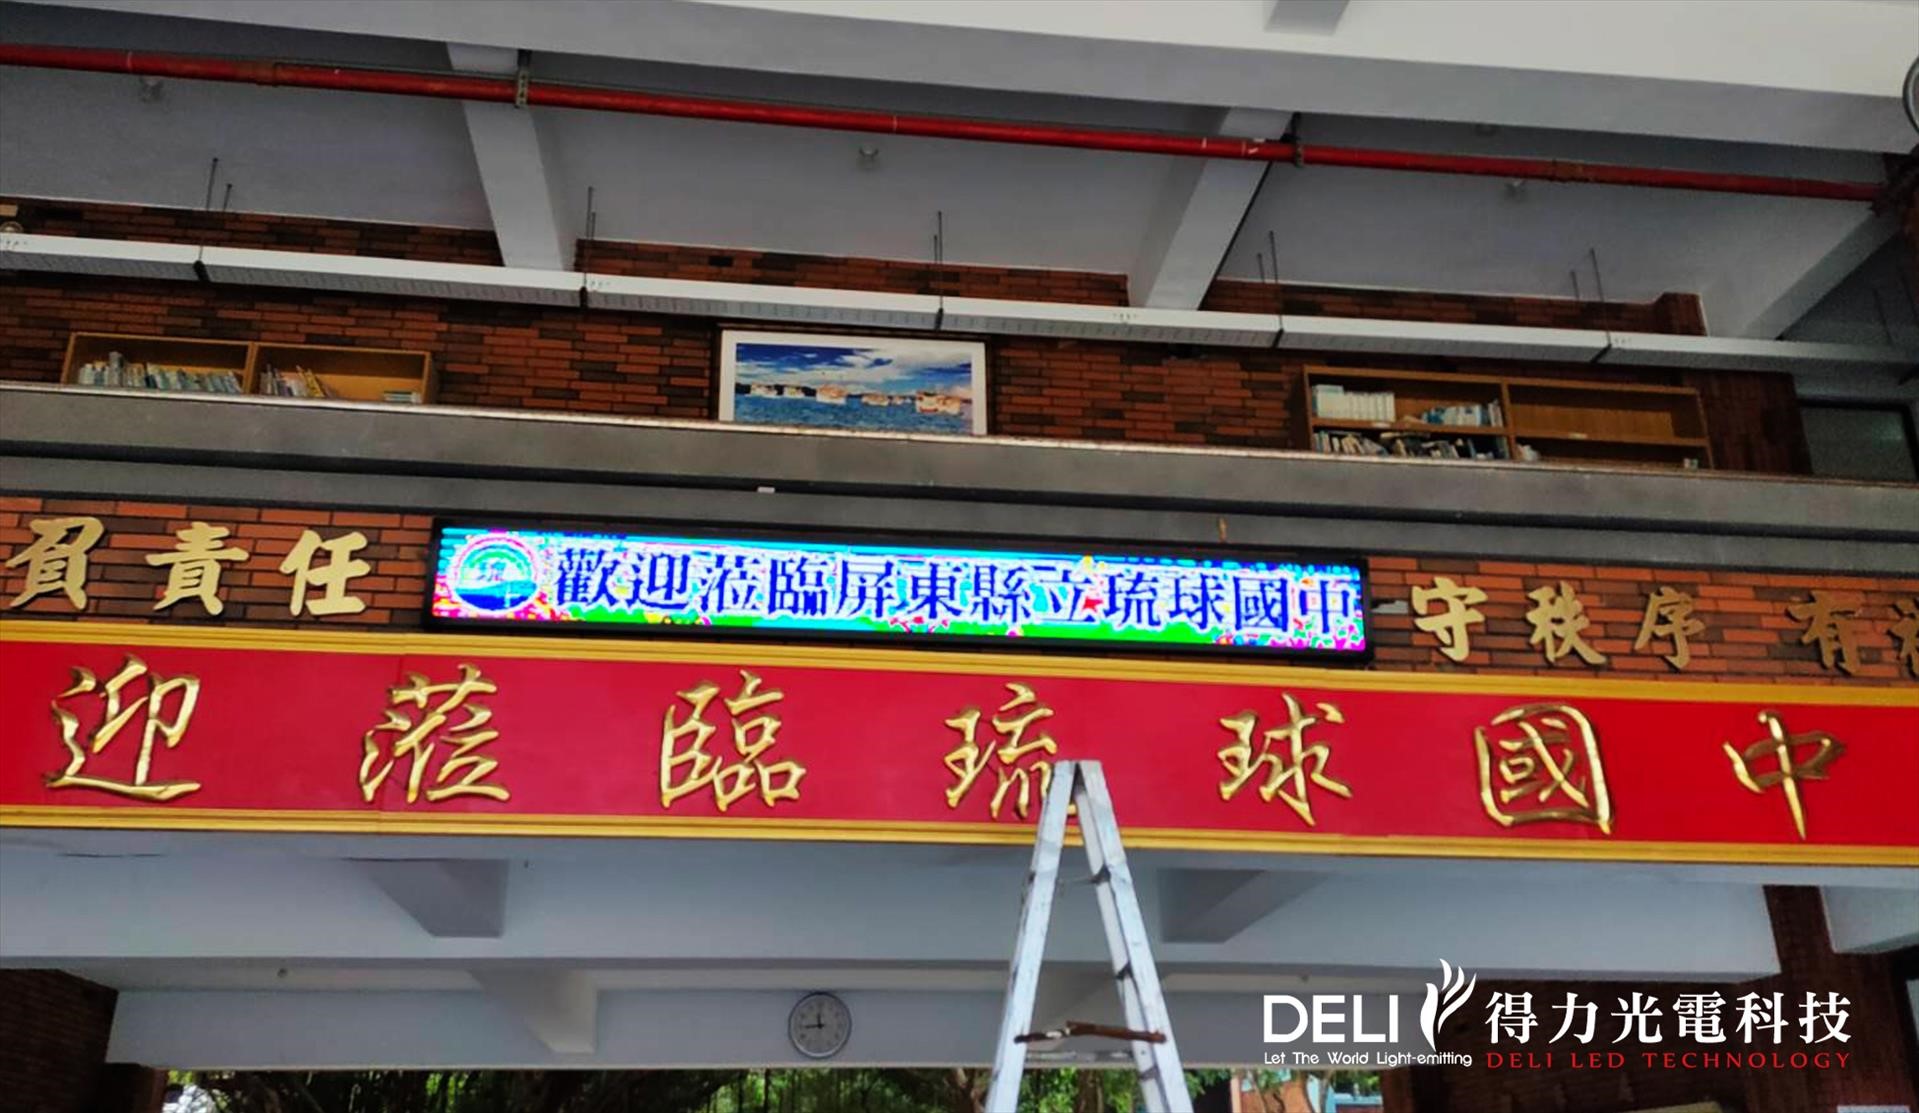 歡迎蒞臨屏東縣立琉球國中
負責任 守秩序 有
迎蒞臨琉球國中
DELI 得力光電科技
Let The World Light-emitting DELI LED TECHNOLOGY